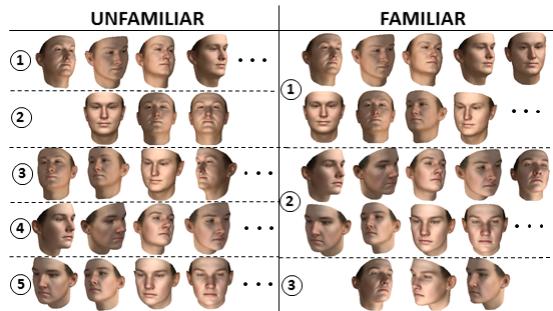 UNFAMILIAR FAMILIAR
1 • • •
1
2 • • •
3 • • •
2
4 • • •
• • •
5 • • •
3